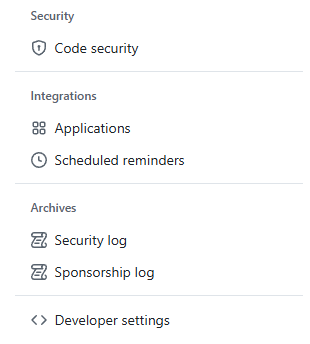 Security
Code security
Integrations
Applications
Scheduled reminders
Archives
Security log
Sponsorship log
Developer settings